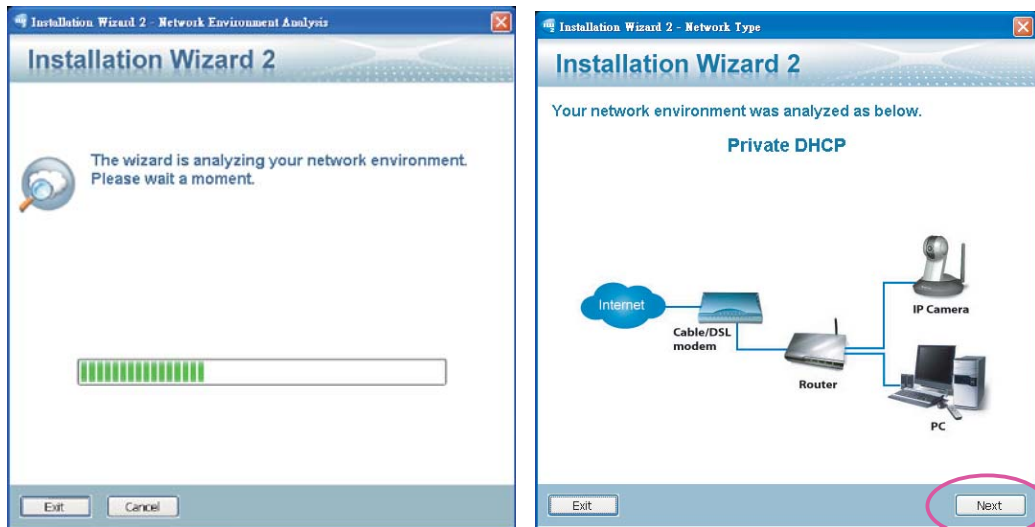 Installation Wizard 2 - Network Environment Analysis
Installation Wizard 2
The wizard is analyzing your network environment.
Please wait a moment.
Exit
Cancel
Installation Wizard 2 - Network Type
Installation Wizard 2
Your network environment was analyzed as below.
Private DHCP
Internet
Cable/DSL
modem
Router
IP Camera
PC
Exit
Next